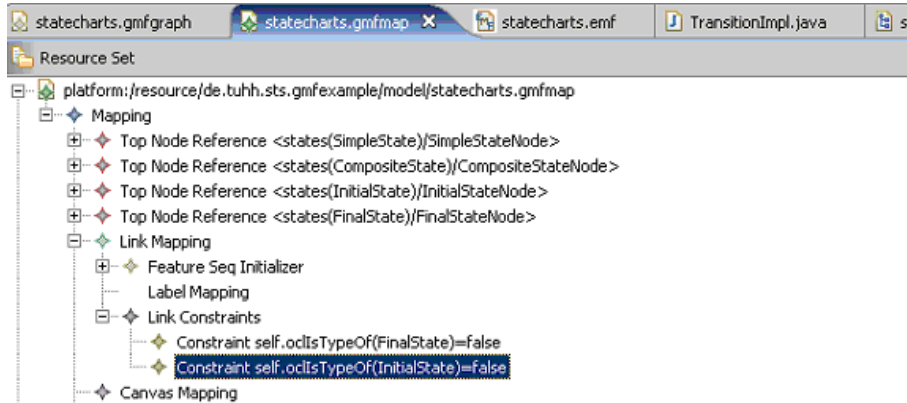 statecharts.gmfgraph statecharts.gmfmap statecharts.emf TransitionImpl.java s
Resource Set
platform:/resource/de.tuhh.sts.gmfexample/model/statecharts.gmfmap
Mapping
Top Node Reference <states(SimpleState)/SimpleStateNode>
Top Node Reference <states(CompositeState)/CompositeStateNode>
Top Node Reference <states(InitialState)/InitialStateNode>
Top Node Reference <states(FinalState)/FinalStateNode>
Link Mapping
Feature Seq Initializer
Label Mapping
Link Constraints
Constraint self.oclIsTypeOf(FinalState)=false
Constraint self.oclIsTypeOf(InitialState)=false
Canvas Mapping